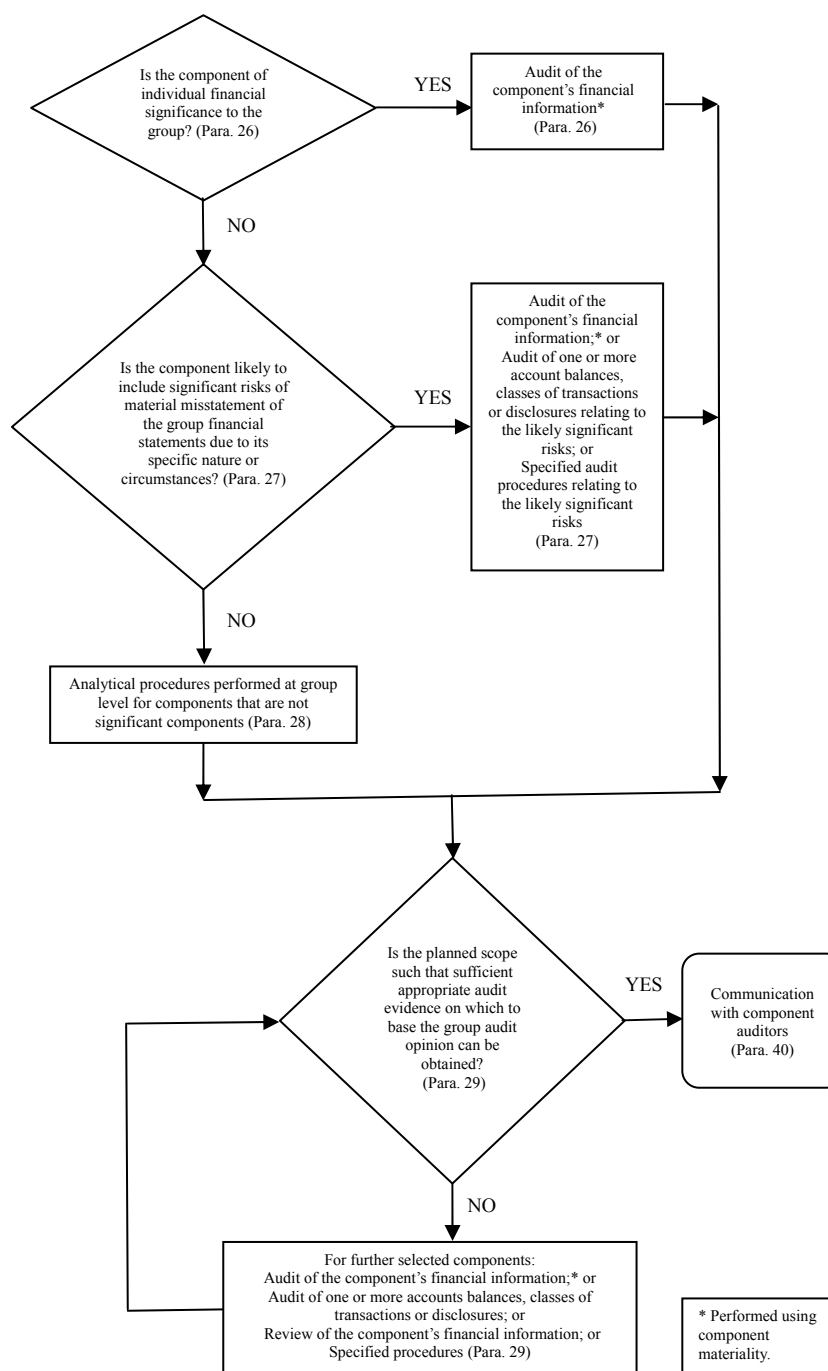 Is the component of
individual financial
significance to the
group? (Para. 26)
YES
Audit of the
component’s financial
information*
(Para. 26)
NO
Is the component likely to
include significant risks of
material misstatement of
the group financial
statements due to its
specific nature or
circumstances? (Para. 27)
YES
Audit of the
component’s financial
information;* or
Audit of one or more
account balances,
classes of transactions
or disclosures relating to
the likely significant
risks; or
Specified audit
procedures relating to
the likely significant
risks
(Para. 27)
NO
Analytical procedures performed at group
level for components that are not
significant components (Para. 28)
Is the planned scope
such that sufficient
appropriate audit
evidence on which to
base the group audit
opinion can be
obtained?
(Para. 29)
YES
Communication
with component
auditors
(Para. 40)
NO
For further selected components:
Audit of the component’s financial information;* or
Audit of one or more accounts balances, classes of
transactions or disclosures; or
Review of the component’s financial information; or
Specified procedures (Para. 29)
* Performed using
component
materiality.